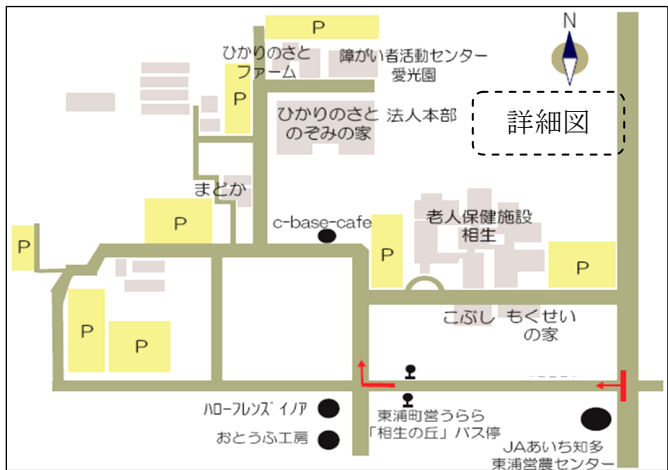 P
N
ひかりのさと
ファーム
障がい者活動センター
愛光園
P
ひかりのさと
のぞみの家
法人本部
詳細図
まどか
P
c-base-cafe
老人保健施設
相生
P
P
P
こぶし もくせい
の家
P
P
ﾊﾛｰﾌﾚﾝｽﾞｲﾉｱ
おとうふ工房
東浦町営うらら
「相生の丘」バス停
JAあいち知多
東浦営農センター